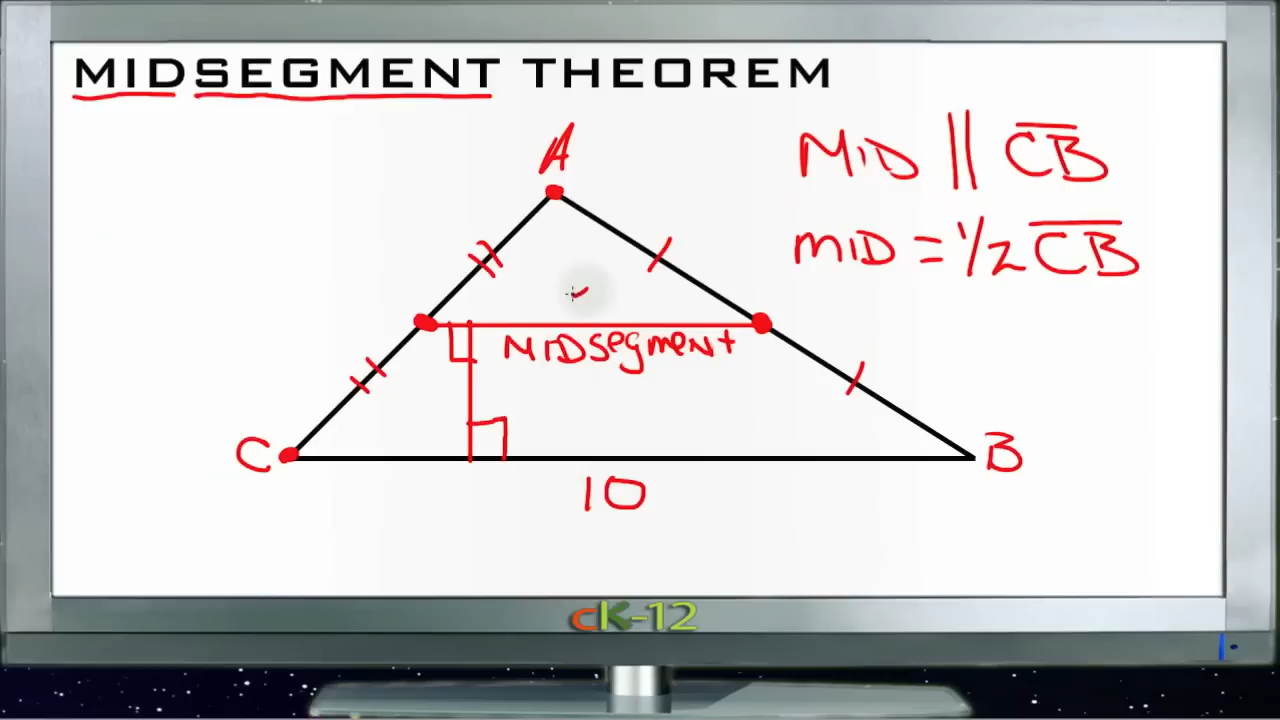 MIDSEGMENT THEOREM
A
MID || CB
MID = 1/2 CB
MIDsegment
C
B
10
cK-12